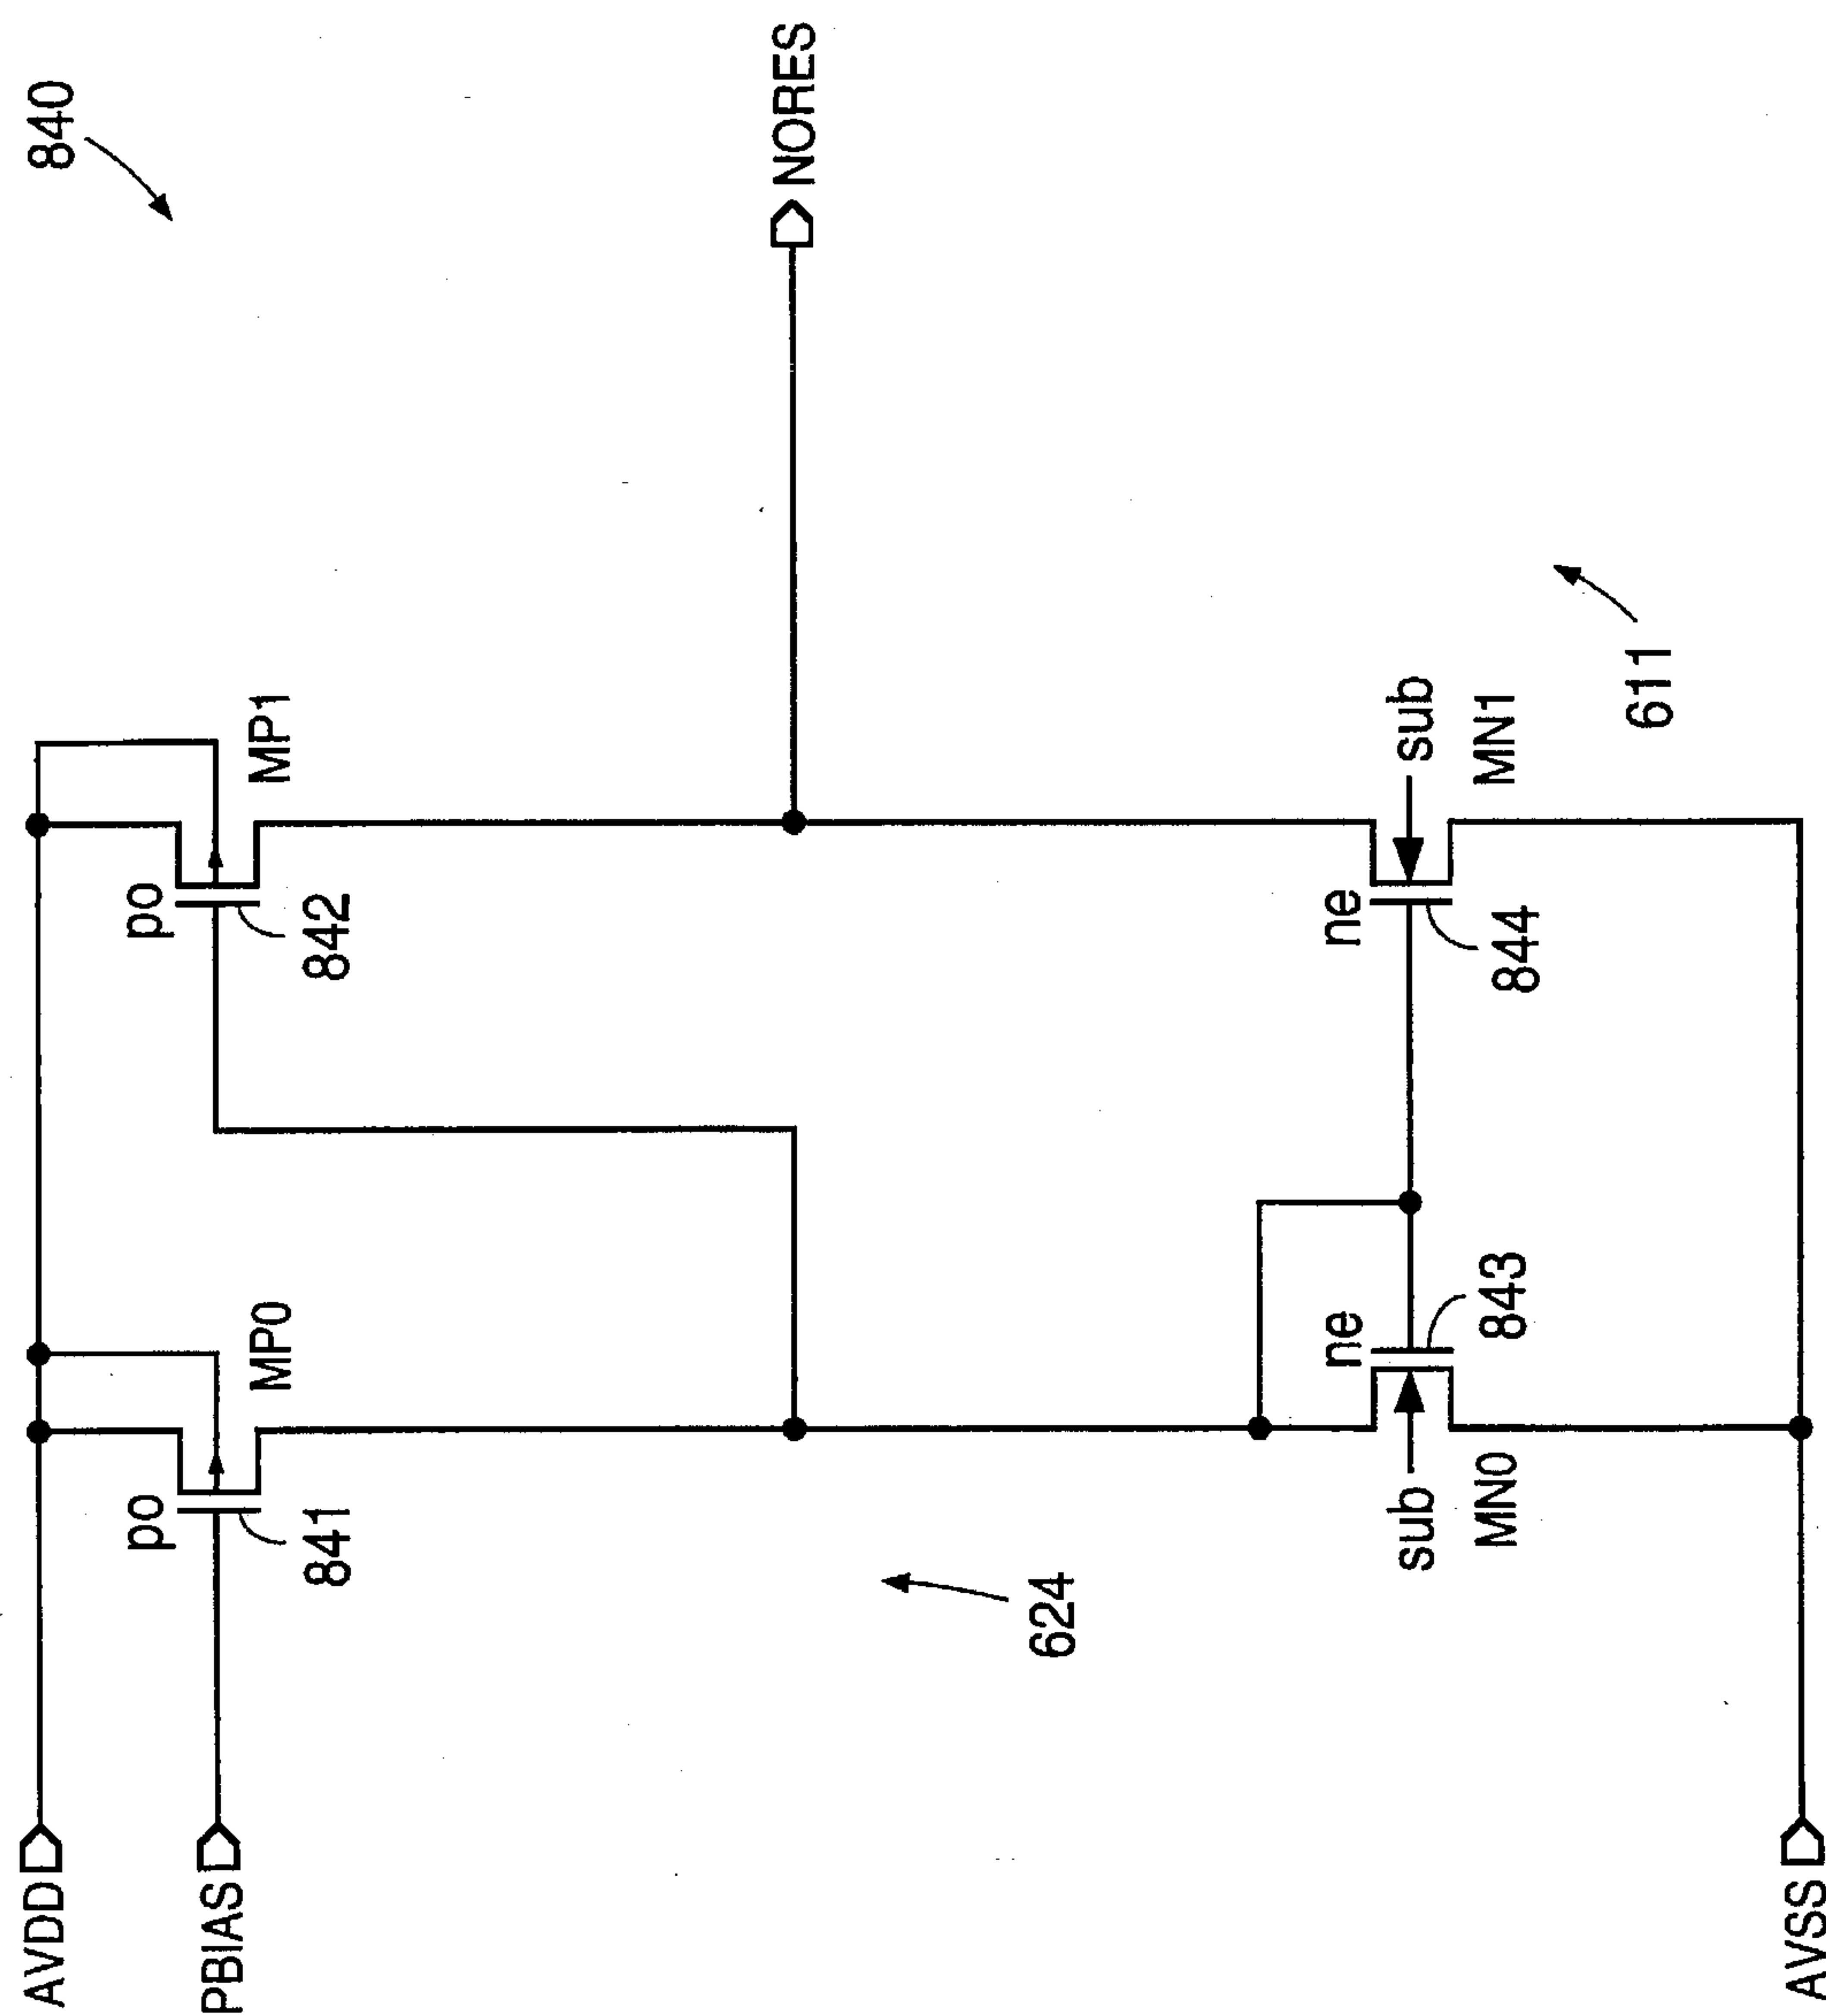 840
AVDD
PBIAS
po
841
MP0
po
842
MP1
NORES
624
sub
MN0
ne
843
ne
844
sub
MN1
611
AVSS